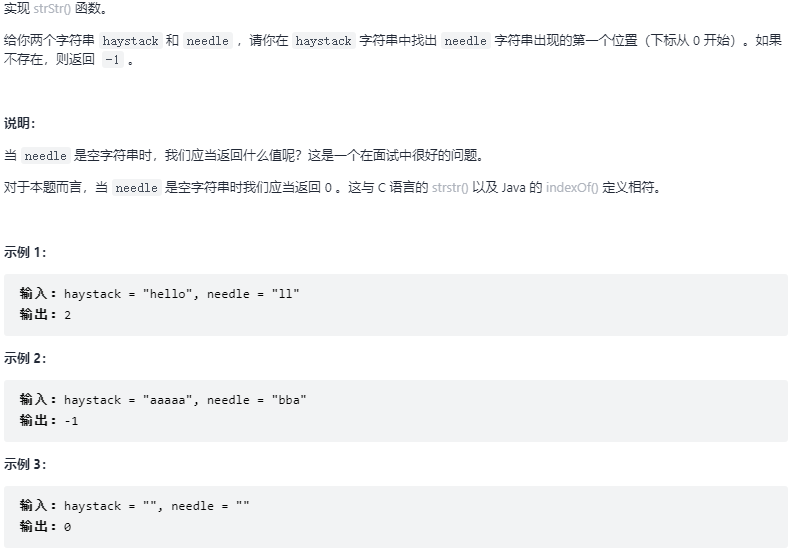 实现 strStr() 函数。
给你两个字符串 haystack 和 needle ，请你在 haystack 字符串中找出 needle 字符串出现的第一个位置（下标从 0 开始）。如果
不存在，则返回 -1 。
说明：
当 needle 是空字符串时，我们应当返回什么值呢？这是一个在面试中很好的问题。
对于本题而言，当 needle 是空字符串时我们应当返回 0 。这与 C 语言的 strstr() 以及 Java 的 indexOf() 定义相符。
示例 1：
输入：haystack = "hello", needle = "ll"
输出：2
示例 2：
输入：haystack = "aaaaa", needle = "bba"
输出：-1
示例 3：
输入：haystack = "", needle = ""
输出：0